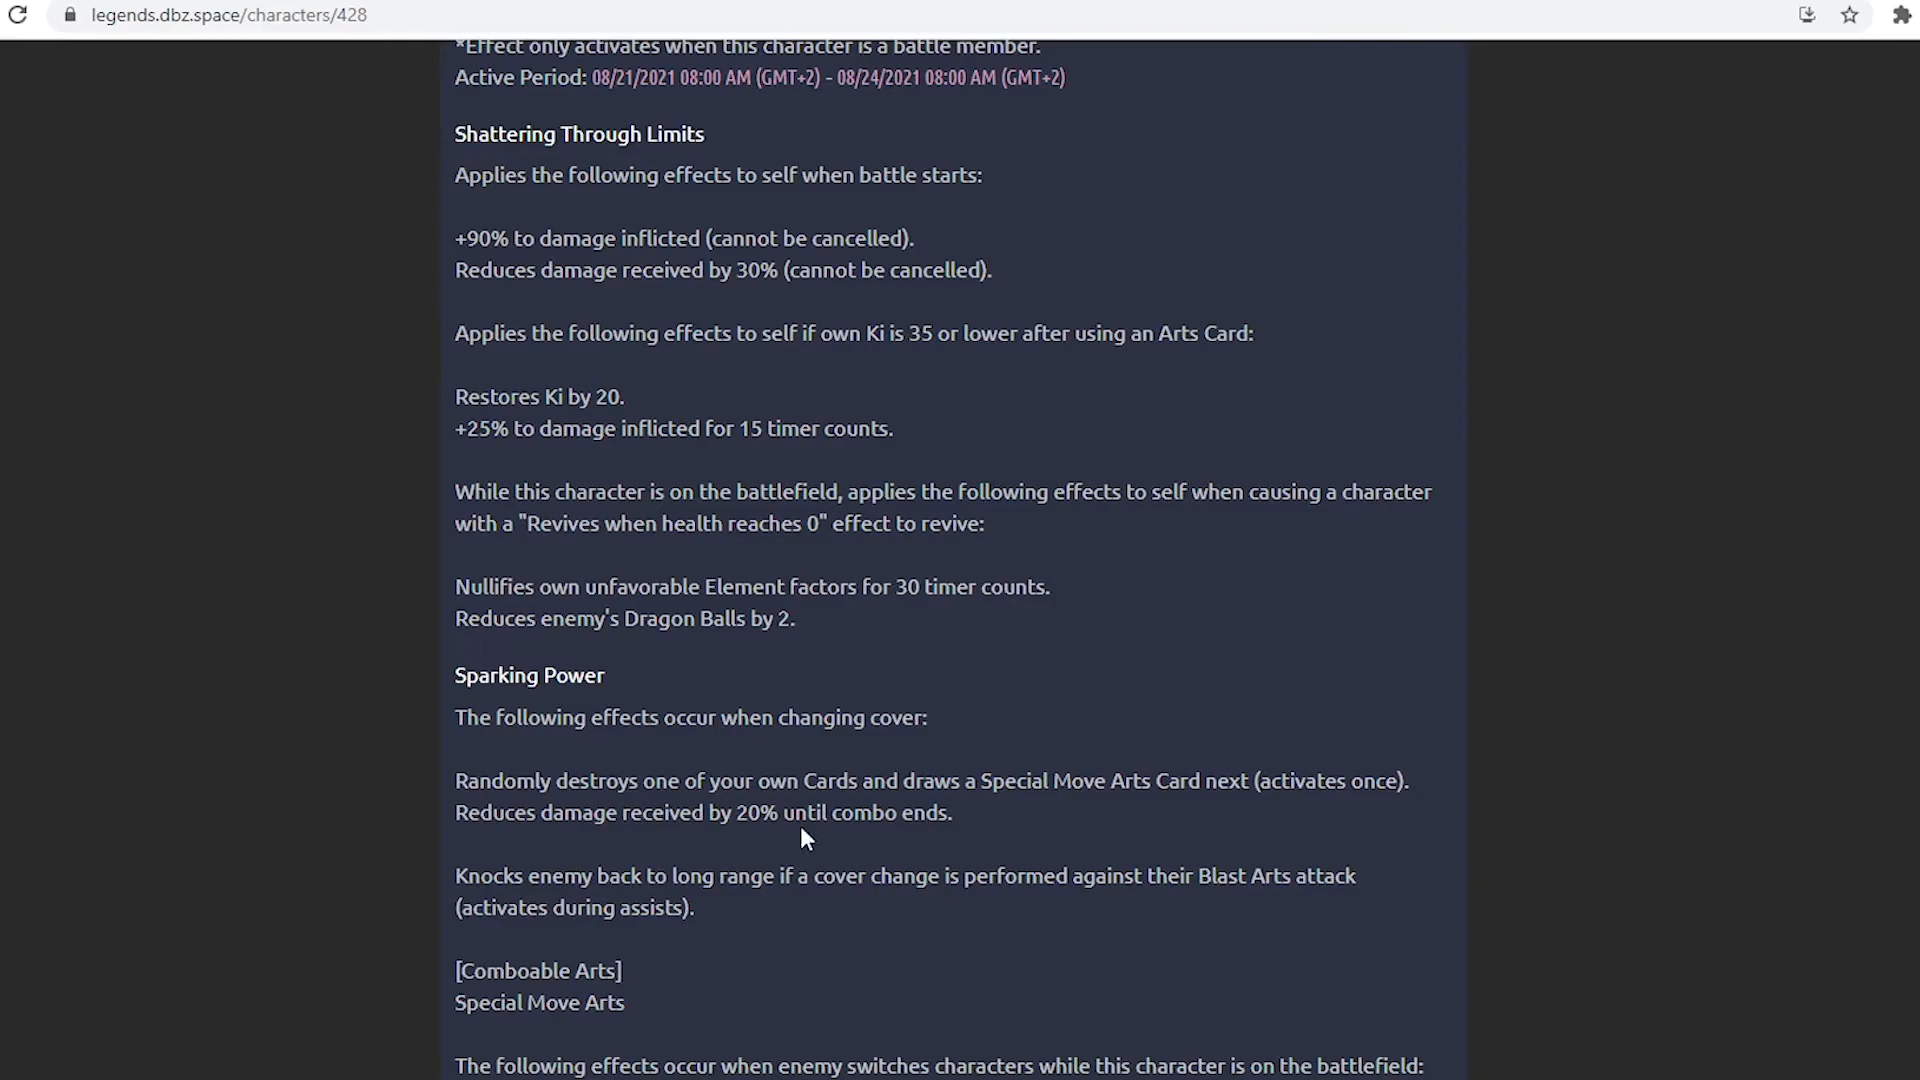 legends.dbz.space/characters/428
*Effect only activates when this character is a battle member.
Active Period: 08/21/2021 08:00 AM (GMT+2) - 08/24/2021 08:00 AM (GMT+2)
Shattering Through Limits
Applies the following effects to self when battle starts:
+90% to damage inflicted (cannot be cancelled).
Reduces damage received by 30% (cannot be cancelled).
Applies the following effects to self if own Ki is 35 or lower after using an Arts Card:
Restores Ki by 20.
+25% to damage inflicted for 15 timer counts.
While this character is on the battlefield, applies the following effects to self when causing a character
with a "Revives when health reaches 0" effect to revive:
Nullifies own unfavorable Element factors for 30 timer counts.
Reduces enemy's Dragon Balls by 2.
Sparking Power
The following effects occur when changing cover:
Randomly destroys one of your own Cards and draws a Special Move Arts Card next (activates once).
Reduces damage received by 20% until combo ends.
Knocks enemy back to long range if a cover change is performed against their Blast Arts attack
(activates during assists).
[Comboable Arts]
Special Move Arts
The following effects occur when enemy switches characters while this character is on the battlefield: